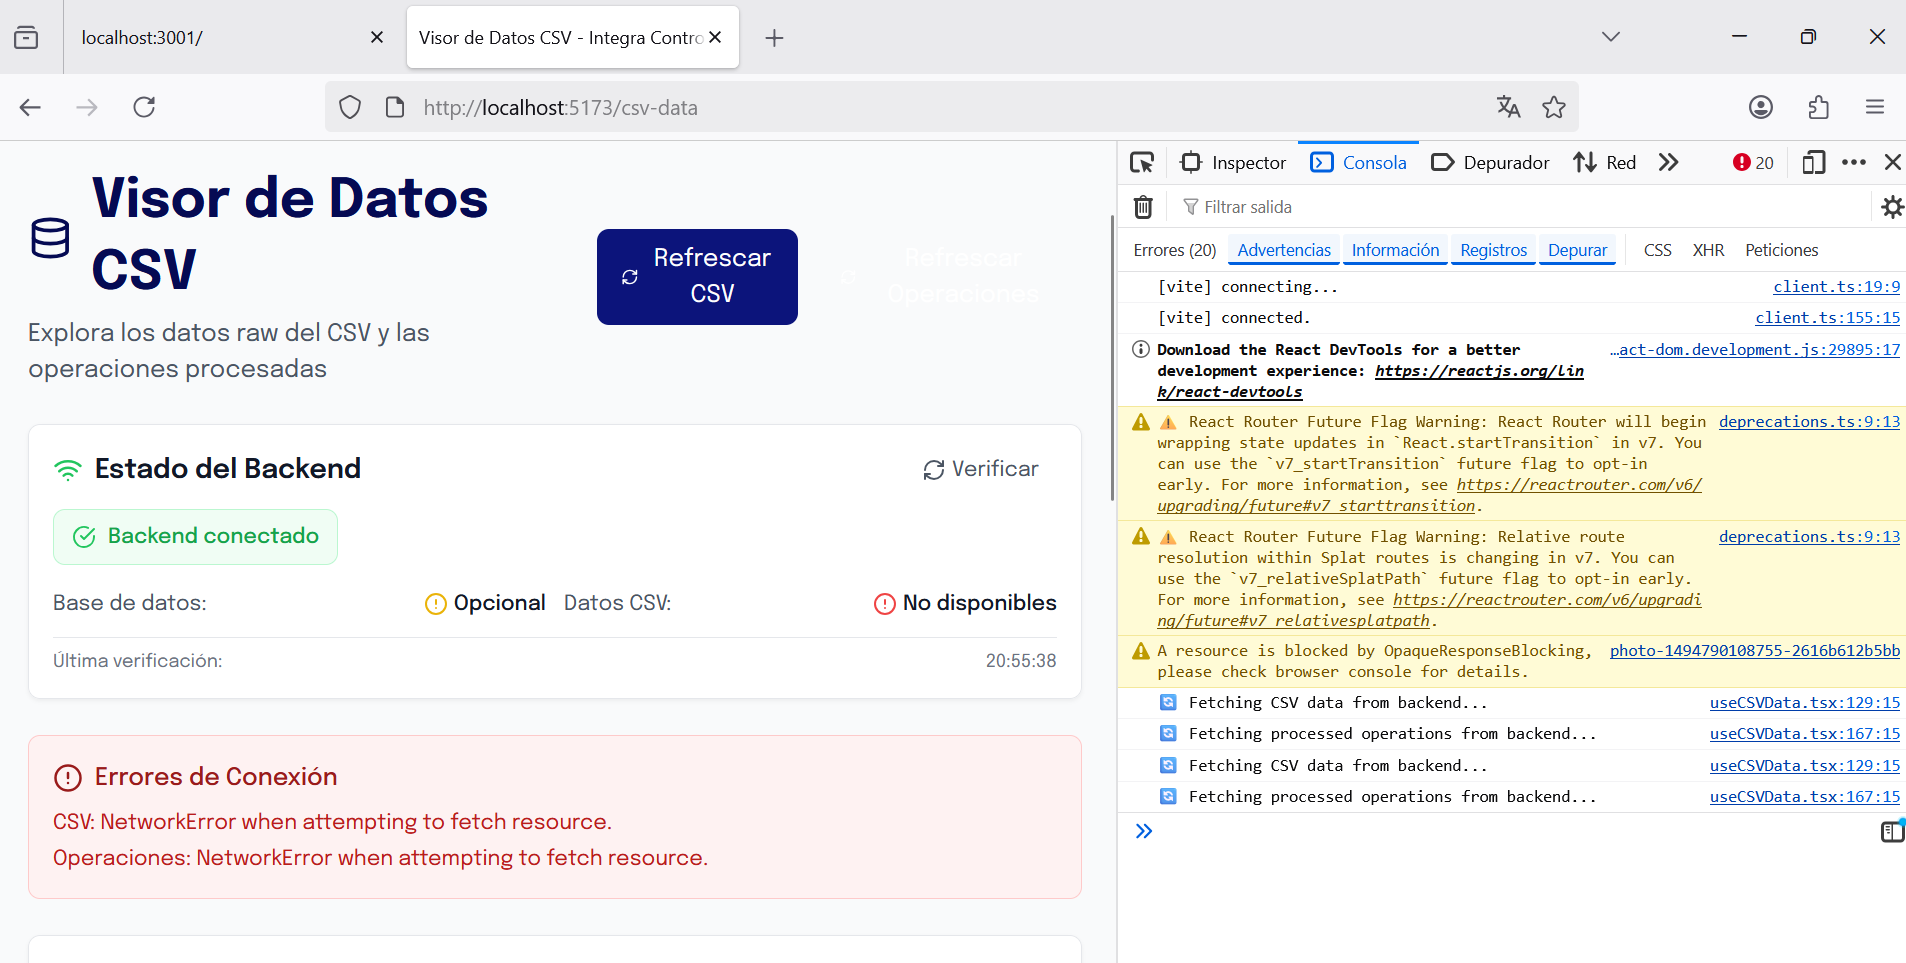 localhost:3001/
Visor de Datos CSV - Integra Contro
http://localhost:5173/csv-data
Visor de Datos
CSV
Explora los datos raw del CSV y las
operaciones procesadas
Refrescar
CSV
Refrescar
Operaciones
Estado del Backend
Verificar
Backend conectado
Base de datos:
Opcional
Datos CSV:
No disponibles
Última verificación:
20:55:38
Errores de Conexión
CSV: NetworkError when attempting to fetch resource.
Operaciones: NetworkError when attempting to fetch resource.
Inspector
Consola
Depurador
Red
20
Filtrar salida
Errores (20)
Advertencias
Información
Registros
Depurar
CSS
XHR
Peticiones
[vite] connecting...
client.ts:19:9
[vite] connected.
client.ts:155:15
Download the React DevTools for a better
…act-dom.development.js:29895:17
development experience: https://reactjs.org/lin
k/react-devtools
React Router Future Flag Warning: React Router will begin
deprecations.ts:9:13
wrapping state updates in `React.startTransition` in v7. You
can use the `v7_startTransition` future flag to opt-in
early. For more information, see https://reactrouter.com/v6/
upgrading/future#v7_starttransition.
React Router Future Flag Warning: Relative route
deprecations.ts:9:13
resolution within Splat routes is changing in v7. You can
use the `v7_relativeSplatPath` future flag to opt-in early.
For more information, see https://reactrouter.com/v6/upgradi
ng/future#v7_relativesplatpath.
A resource is blocked by OpaqueResponseBlocking,
photo-1494790108755-2616b612b5bb
please check browser console for details.
Fetching CSV data from backend...
useCSVData.tsx:129:15
Fetching processed operations from backend...
useCSVData.tsx:167:15
Fetching CSV data from backend...
useCSVData.tsx:129:15
Fetching processed operations from backend...
useCSVData.tsx:167:15